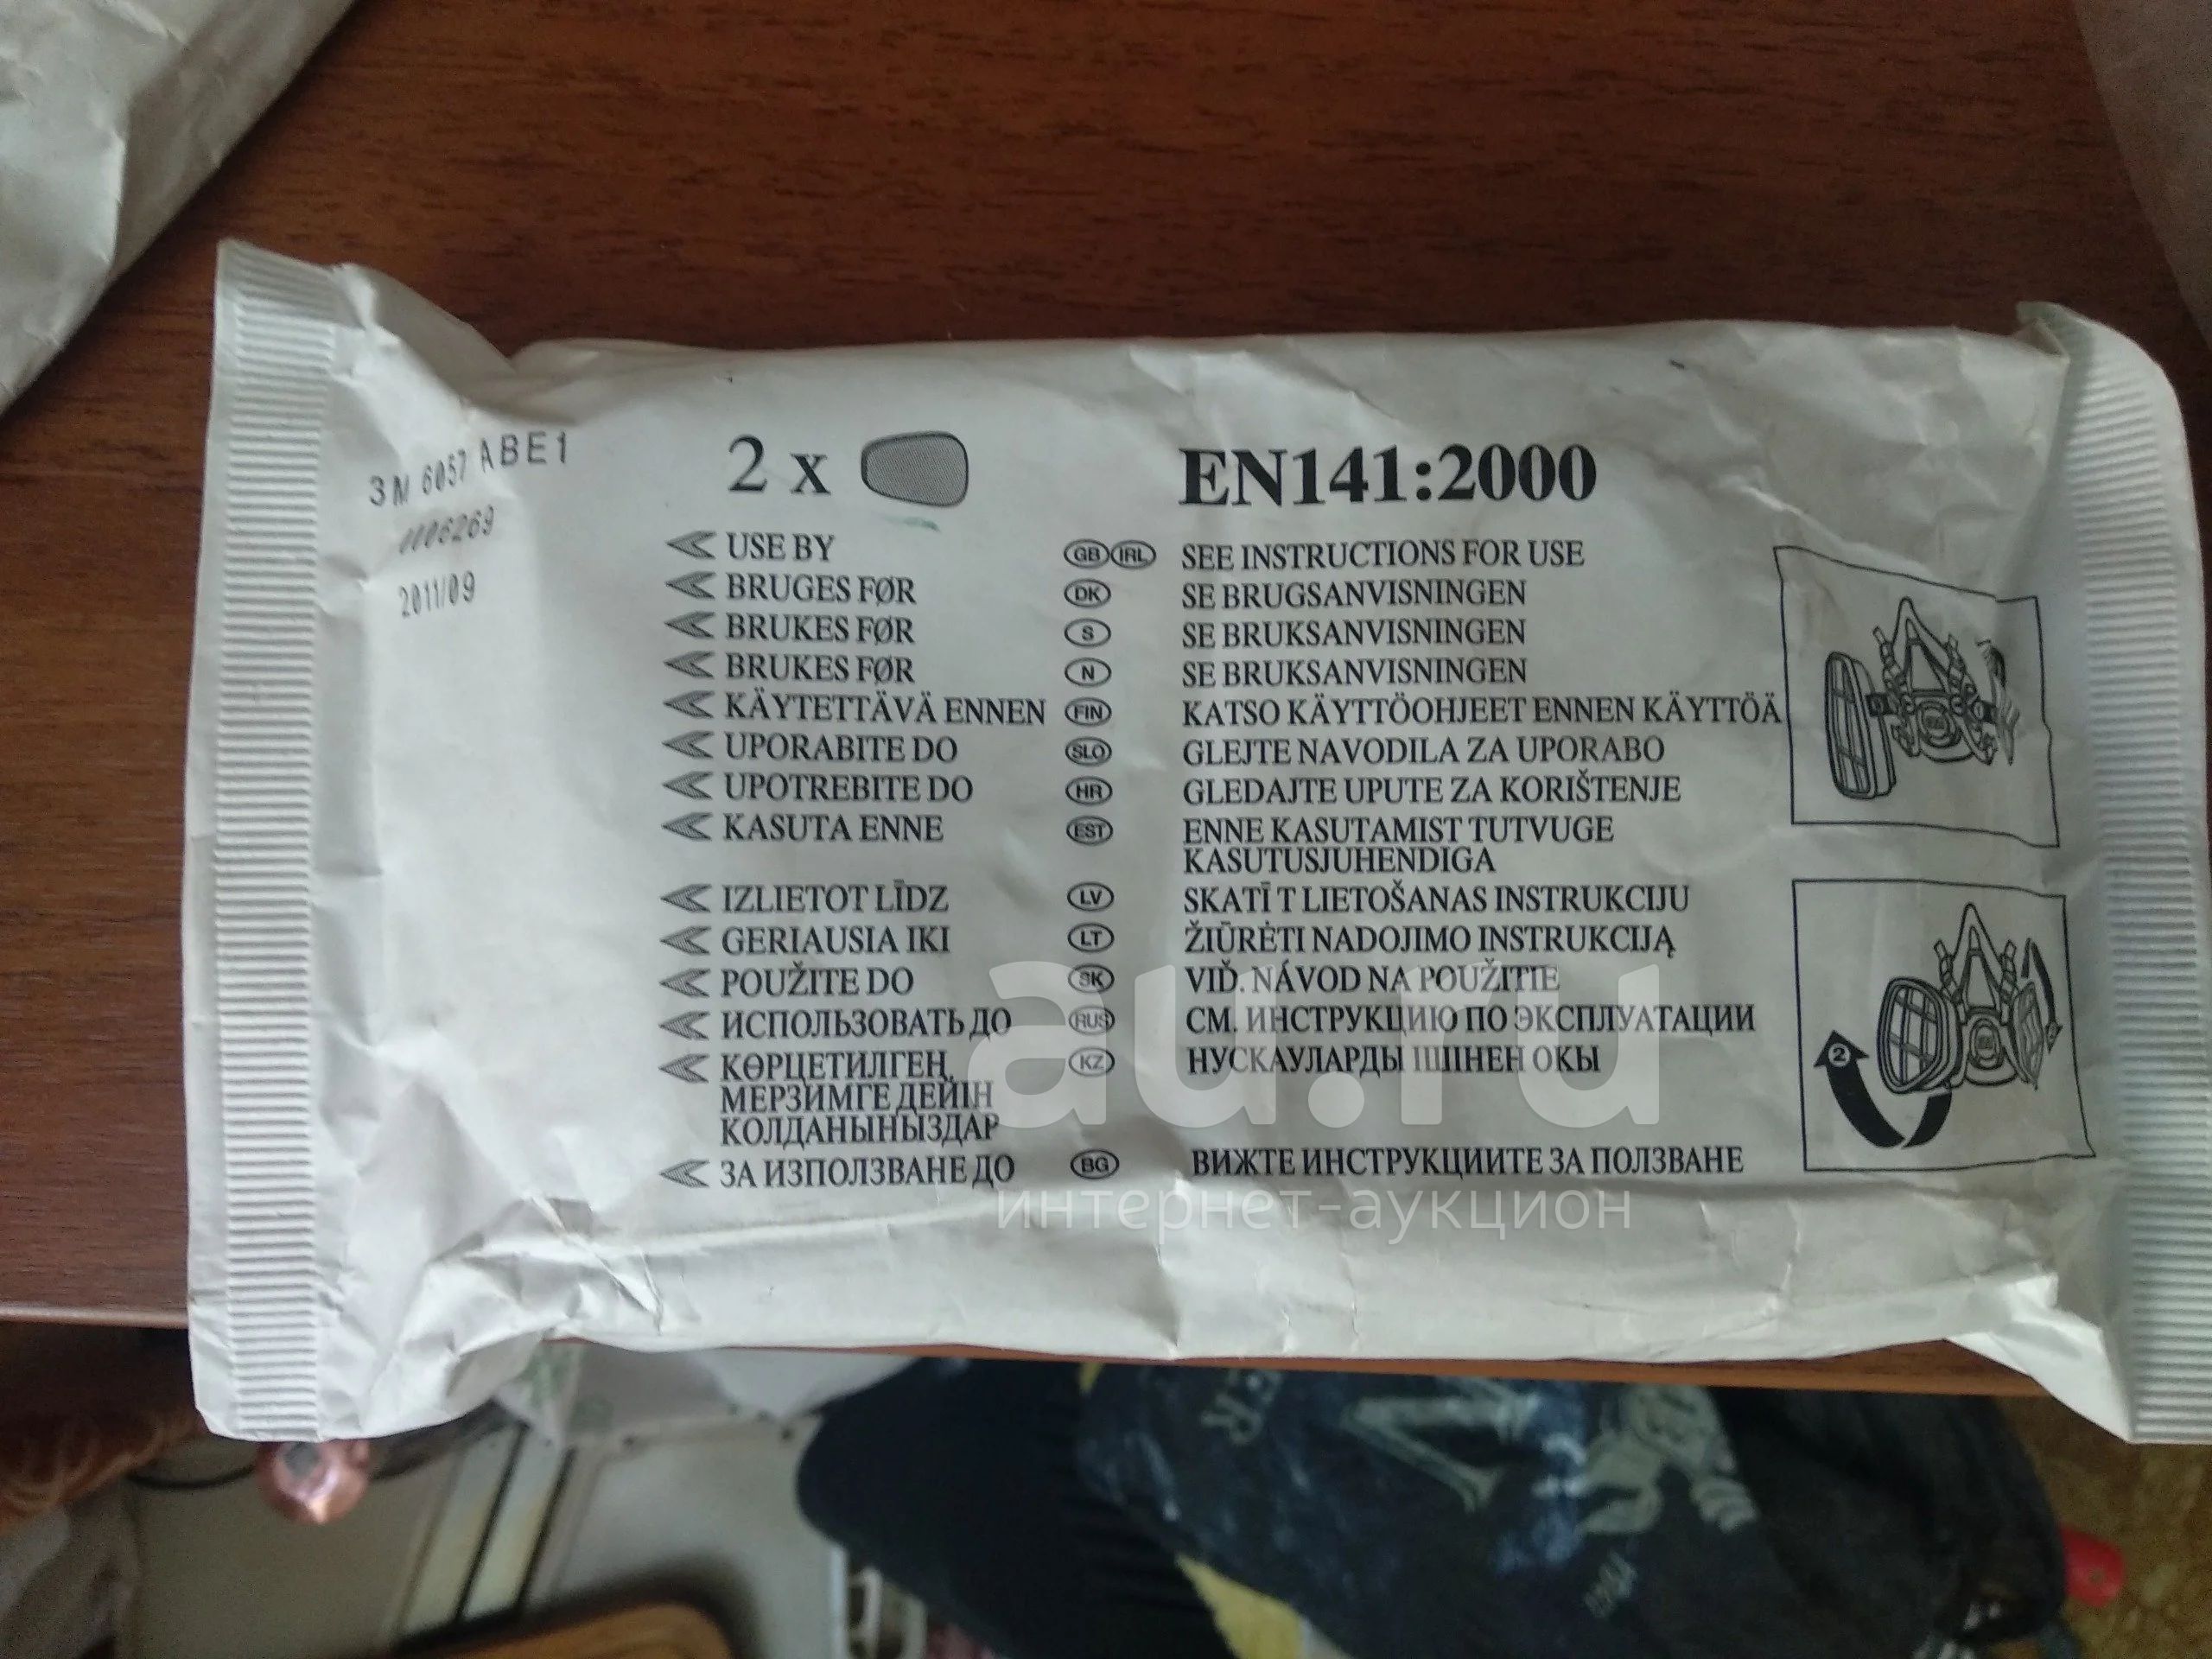 3M 6057 ABE1
2011/09
2 x
EN141:2000
USE BY GB IRL SEE INSTRUCTIONS FOR USE
BRUGES FØR DK SE BRUGSANVISNINGEN
BRUKES FØR S SE BRUKSANVISNINGEN
BRUKES FØR N SE BRUKSANVISNINGEN
KÄYTETTÄVÄ ENNEN FIN KATSO KÄYTTÖOHJEET ENNEN KÄYTTÖÄ
UPORABITE DO SLO GLEJTE NAVODILA ZA UPORABO
UPOTREBITE DO HR GLEDAJTE UPUTE ZA KORIŠTENJE
KASUTA ENNE EST ENNE KASUTAMIST TUTVUGE
KASUTUSJUHENDIGA
IZLIETOT LĪDZ LV SKATĪ T LIETOŠANAS INSTRUKCIJU
GERIAUSIA IKI LT ŽIŪRĖTI NADOJIMO INSTRUKCIJĄ
POUŽITE DO SK VIĎ. NÁVOD NA POUŽITIE
ИСПОЛЬЗОВАТЬ ДО RUS СМ. ИНСТРУКЦИЮ ПО ЭКСПЛУАТАЦИИ
КӨРЦЕТИЛГЕН KZ НУСКАУЛАРДЫ ІШІНЕН ОКЫ
МЕРЗИМГЕ ДЕЙІН
КОЛДАНЫНЫЗДАР
ЗА ИЗПОЛЗВАНЕ ДО BG ВИЖТЕ ИНСТРУКЦИИТЕ ЗА ПОЛЗВАНЕ
2
au.ru
интернет-аукцион